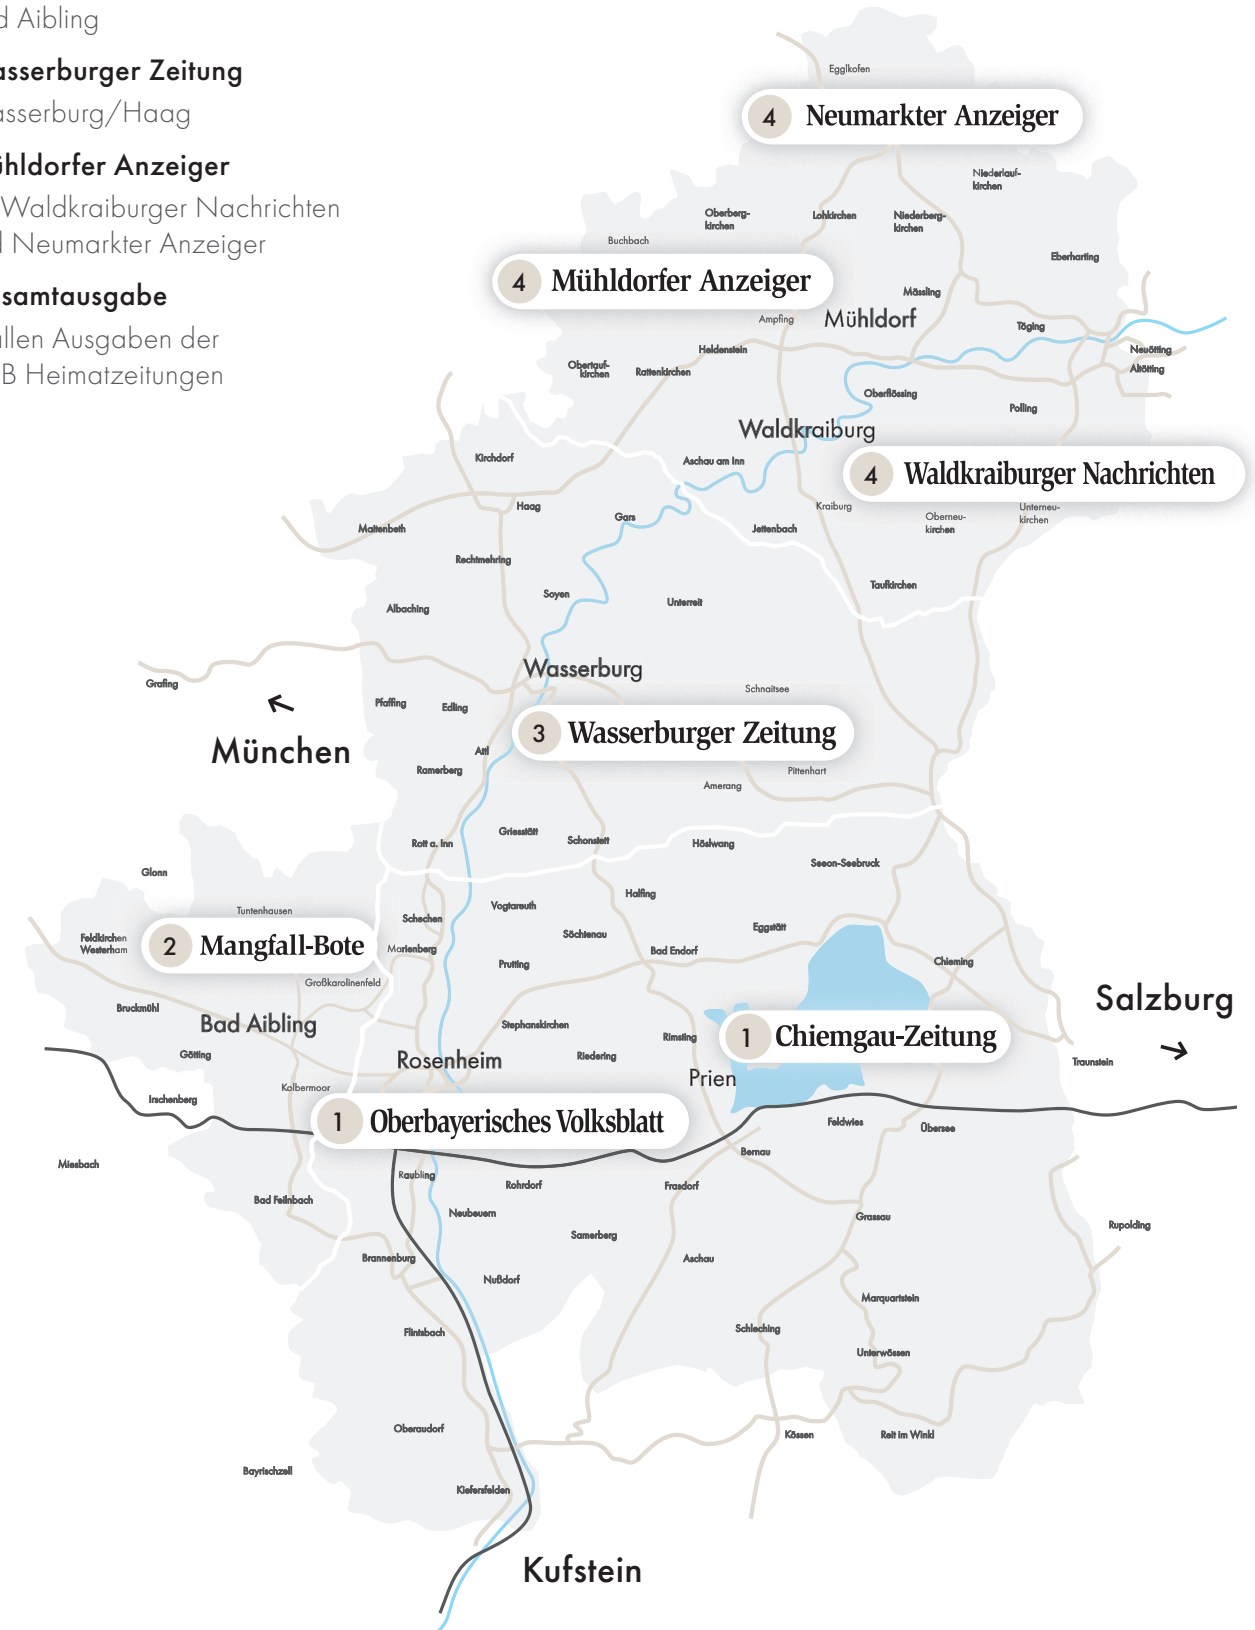 d Aibling
asserburger Zeitung
asserburg/Haag
ühldorfer Anzeiger
Waldkraiburger Nachrichten
d Neumarkter Anzeiger
samtausgabe
allen Ausgaben der
B Heimatzeitungen
Egglkofen
4 Neumarkter Anzeiger
Niederlauf-
kirchen
Oberberg-
kirchen
Lohkirchen
Niederberg-
kirchen
Buchbach
Eberharting
4 Mühldorfer Anzeiger
Mössling
Ampfing
Mühldorf
Töging
Heldenstein
Neuötting
Obertauf-
kirchen
Rattenkirchen
Altötting
Oberflössing
Polling
Waldkraiburg
Kirchdorf
Aschau am Inn
4 Waldkraiburger Nachrichten
Haag
Gars
Kraiburg
Oberneu-
kirchen
Unterneu-
kirchen
Maitenbeth
Jettenbach
Rechtmehring
Taufkirchen
Soyen
Unterreit
Albaching
Wasserburg
Grafing
Schnaitsee
Pfaffing
Edling
München
3 Wasserburger Zeitung
Attl
Ramerberg
Pittenhart
Amerang
Griesstätt
Schonstett
Rott a. Inn
Höslwang
Seeon-Seebruck
Glonn
Halfing
Tuntenhausen
Vogtareuth
Schechen
Eggstätt
Feldkirchen
Westerham
2 Mangfall-Bote
Marienberg
Söchtenau
Bad Endorf
Prutting
Chieming
Großkarolinenfeld
Salzburg
Bruckmühl
Bad Aibling
Stephanskirchen
Rimsting
1 Chiemgau-Zeitung
Götting
Rosenheim
Riedering
Traunstein
Prien
Kolbermoor
Irschenberg
1 Oberbayerisches Volksblatt
Feldwies
Übersee
Bernau
Miesbach
Raubling
Rohrdorf
Frasdorf
Bad Feilnbach
Neubeuern
Grassau
Rupolding
Samerberg
Brannenburg
Aschau
Nußdorf
Marquartstein
Flintsbach
Schleching
Unterwössen
Oberaudorf
Kössen
Reit im Winkl
Bayrischzell
Kiefersfelden
Kufstein